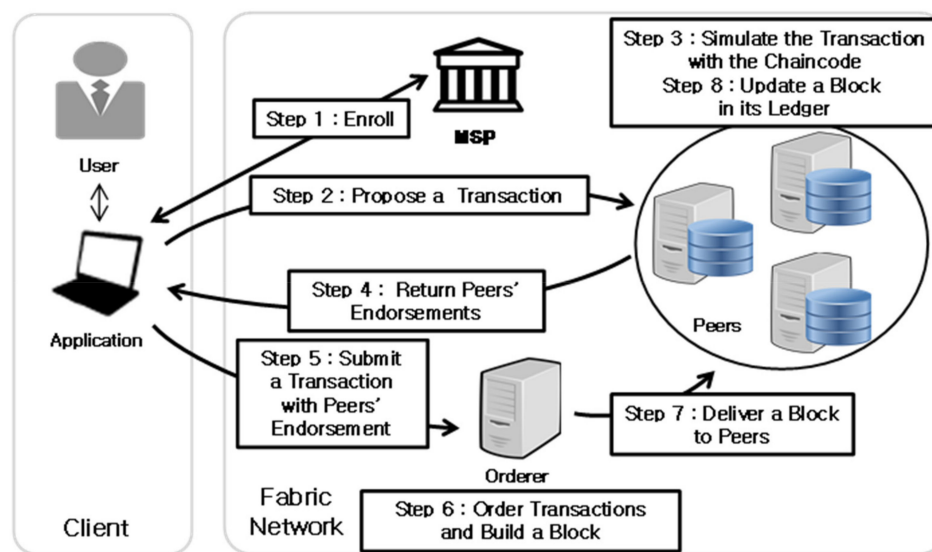 Step 3 : Simulate the Transaction
with the Chaincode
Step 8 : Update a Block
in its Ledger
Step 1 : Enroll
MSP
User
Step 2 : Propose a Transaction
Step 4 : Return Peers'
Endorsements
Peers
Application
Step 5 : Submit
a Transaction
with Peers'
Endorsement
Step 7 : Deliver a Block
to Peers
Orderer
Step 6 : Order Transactions
and Build a Block
Client
Fabric
Network